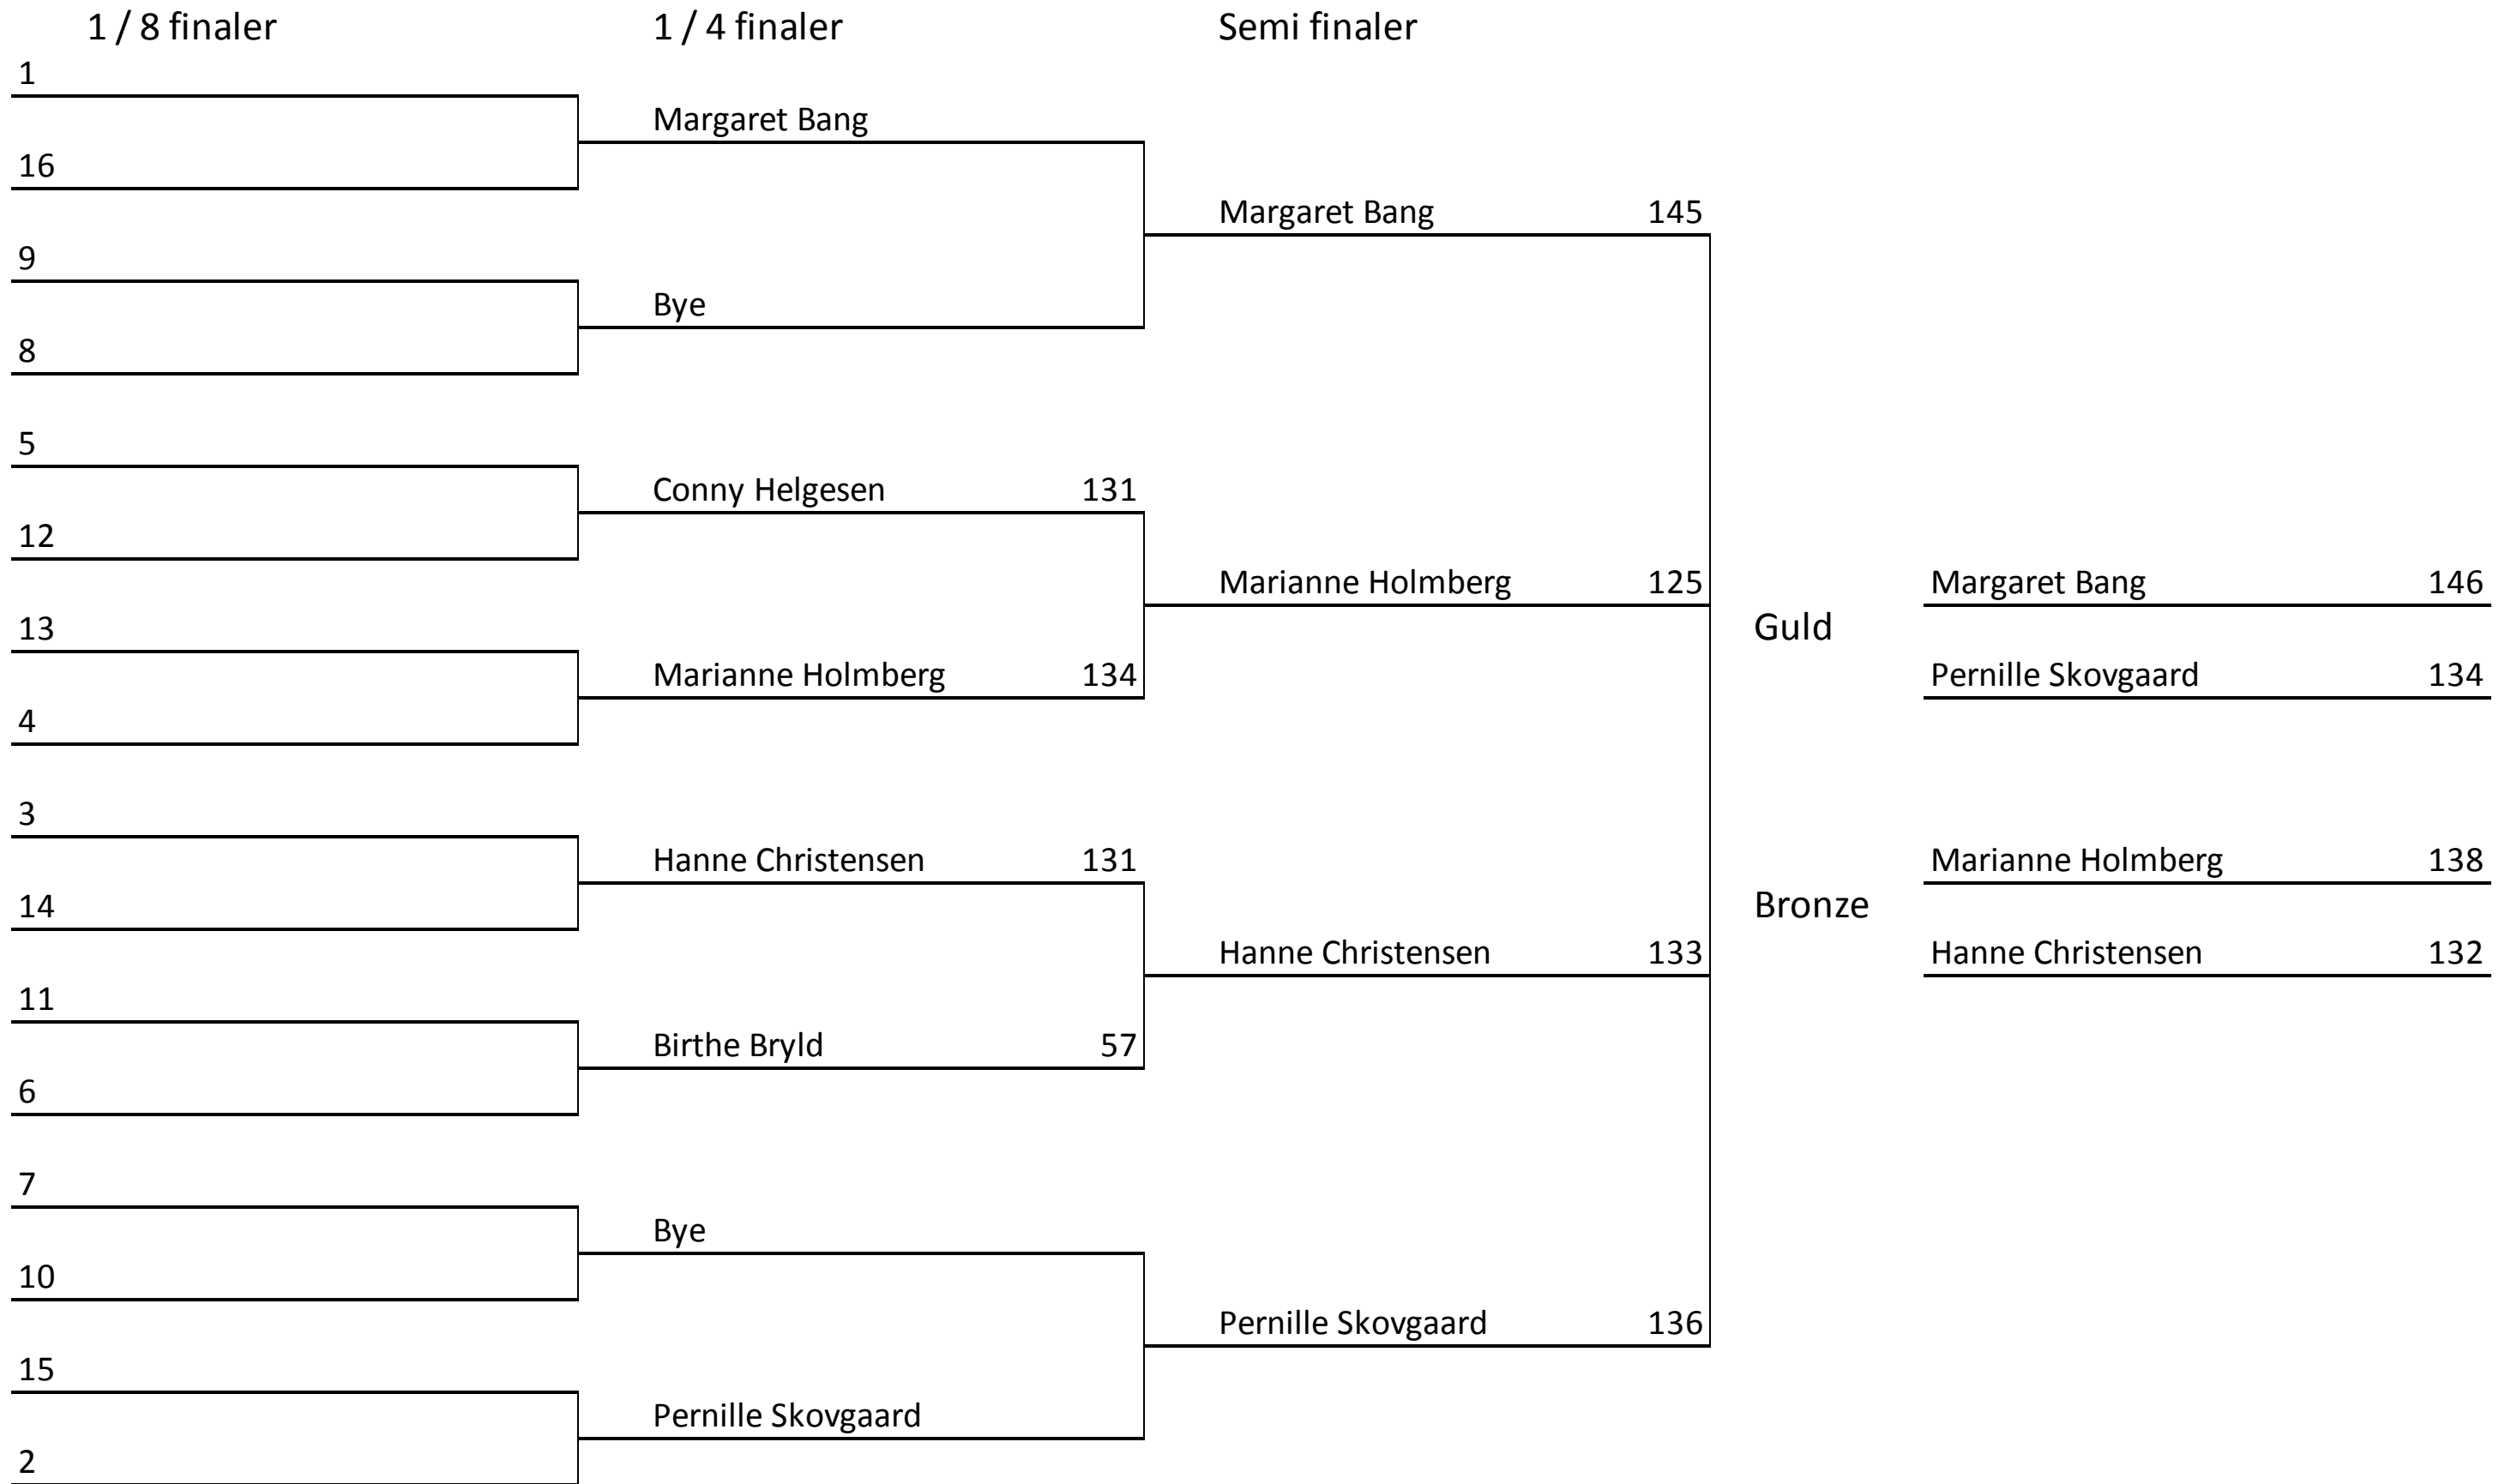 1 / 8 finaler 1 / 4 finaler Semi finaler
1
Margaret Bang
16
Margaret Bang 145
9
Bye
8
5
Conny Helgesen 131
12
Marianne Holmberg 125 Margaret Bang 146
13 Guld
Marianne Holmberg 134 Pernille Skovgaard 134
4
3
Hanne Christensen 131 Marianne Holmberg 138
14 Bronze
Hanne Christensen 133 Hanne Christensen 132
11
Birthe Bryld 57
6
7
Bye
10
Pernille Skovgaard 136
15
Pernille Skovgaard
2